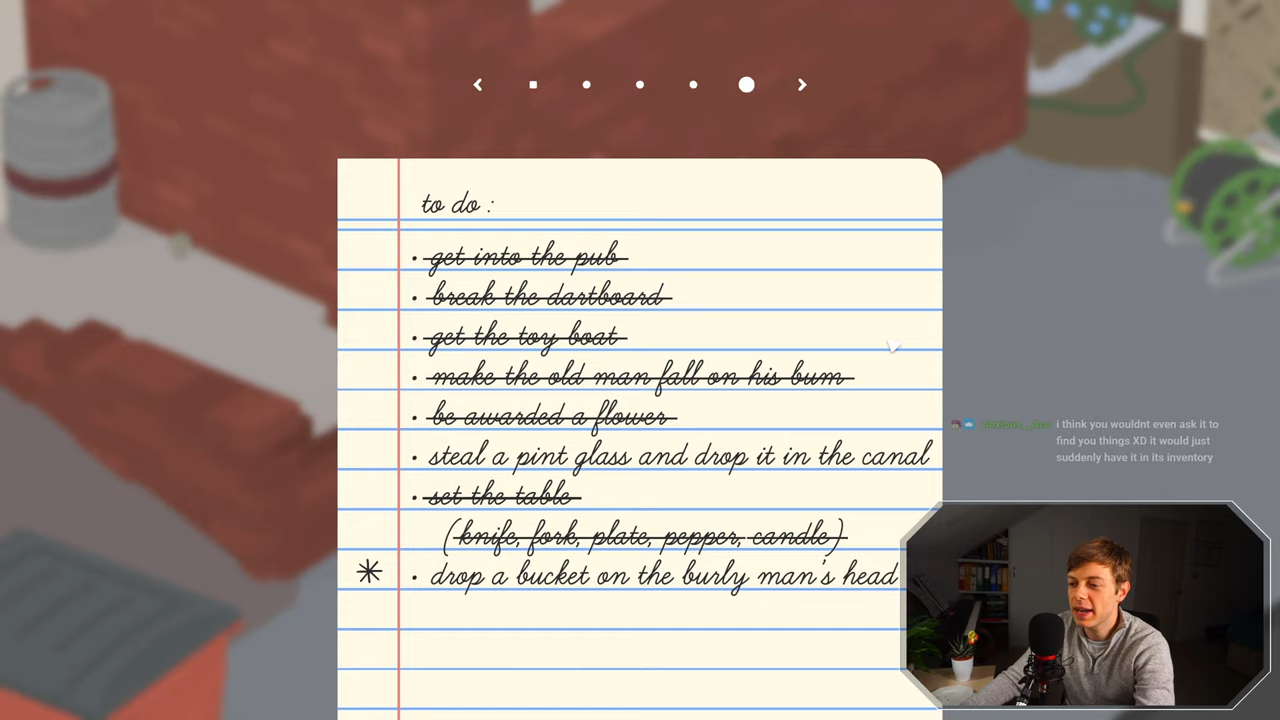 to do :
• get into the pub
• break the dartboard
• get the toy boat
• make the old man fall on his bum
• be awarded a flower
• steal a pint glass and drop it in the canal
• set the table
(knife, fork, plate, pepper, candle)
* • drop a bucket on the burly man's head
i think you wouldnt even ask it to
find you things XD it would just
suddenly have it in its inventory